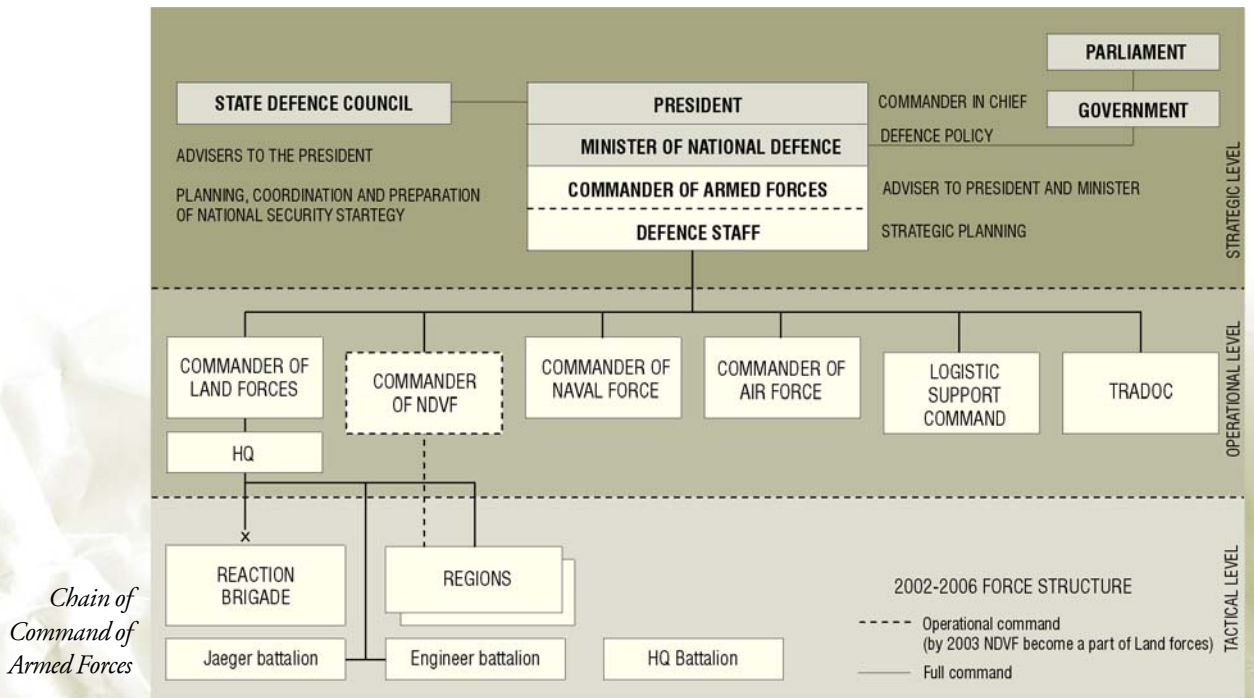 PARLIAMENT
STATE DEFENCE COUNCIL
PRESIDENT
COMMANDER IN CHIEF
GOVERNMENT
MINISTER OF NATIONAL DEFENCE
DEFENCE POLICY
ADVISERS TO THE PRESIDENT
PLANNING, COORDINATION AND PREPARATION
OF NATIONAL SECURITY STARTEGY
COMMANDER OF ARMED FORCES
ADVISER TO PRESIDENT AND MINISTER
DEFENCE STAFF
STRATEGIC PLANNING
STRATEGIC LEVEL
COMMANDER OF
LAND FORCES
COMMANDER
OF NDVF
COMMANDER OF
NAVAL FORCE
COMMANDER OF
AIR FORCE
LOGISTIC
SUPPORT
COMMAND
TRADOC
HQ
OPERATIONAL LEVEL
x
REACTION
BRIGADE
REGIONS
Jaeger battalion
Engineer battalion
HQ Battalion
2002-2006 FORCE STRUCTURE
Operational command
(by 2003 NDVF become a part of Land forces)
Full command
TACTICAL LEVEL
Chain of
Command of
Armed Forces